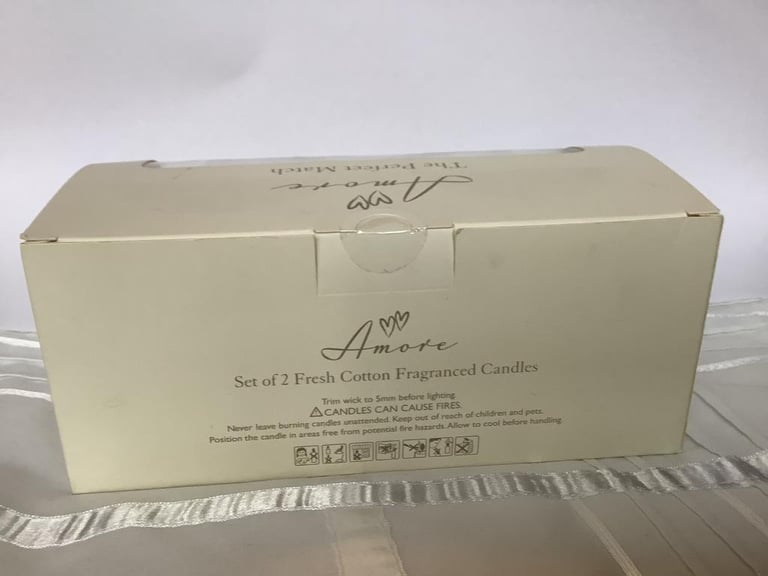 The Perfect Match
Amore
Amore
Set of 2 Fresh Cotton Fragranced Candles
Trim wick to 5mm before lighting.
⚠CANDLES CAN CAUSE FIRES
Never leave burning candles unattended. Keep out of reach of children and pets.
Position the candle in areas free from potential fire hazards. Allow to cool before handling.